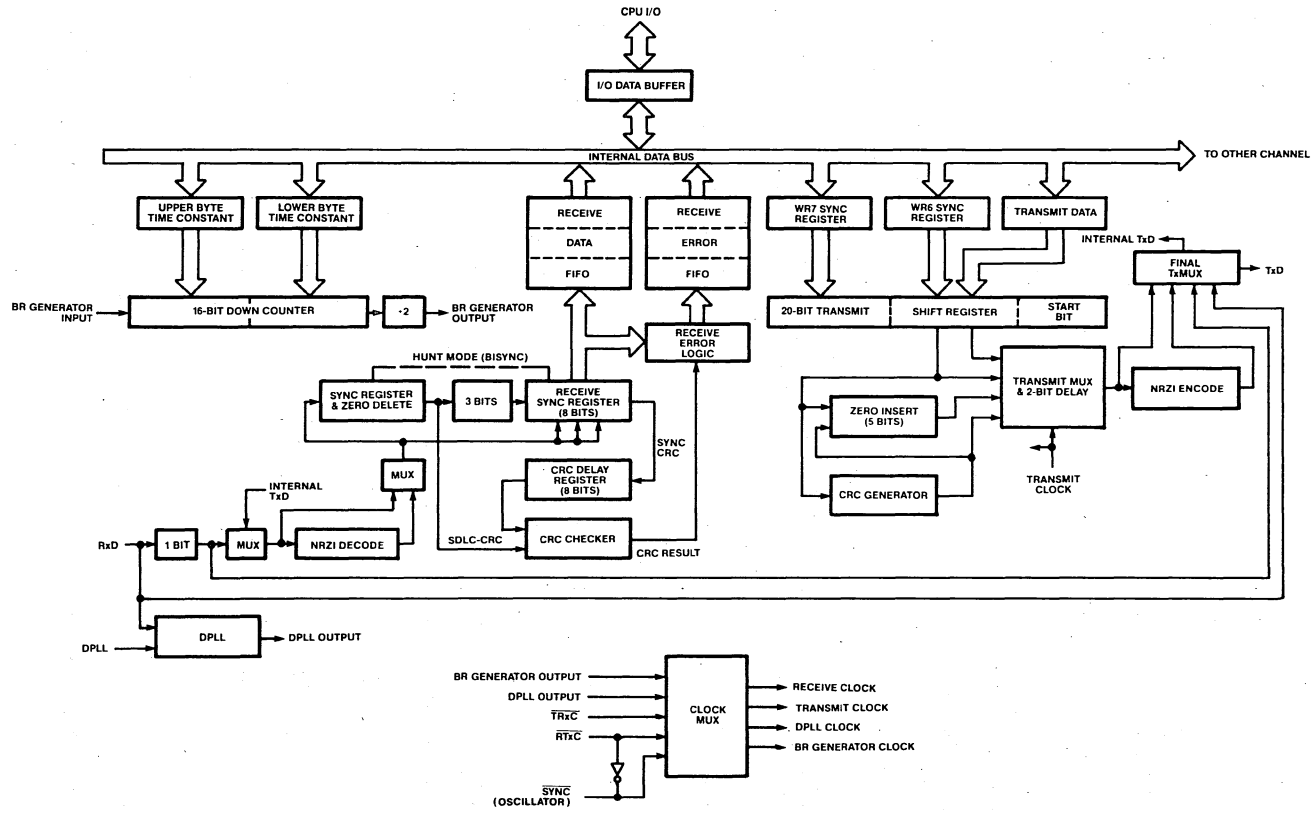 CPU I/O
I/O DATA BUFFER
INTERNAL DATA BUS
TO OTHER CHANNEL
UPPER BYTE
TIME CONSTANT
LOWER BYTE
TIME CONSTANT
RECEIVE
DATA
FIFO
RECEIVE
ERROR
FIFO
WR7 SYNC
REGISTER
WR6 SYNC
REGISTER
TRANSMIT DATA
INTERNAL TxD
FINAL
TxMUX
TxD
BR GENERATOR
INPUT
16-BIT DOWN COUNTER
÷2
BR GENERATOR
OUTPUT
20-BIT TRANSMIT
SHIFT REGISTER
START
BIT
RECEIVE
ERROR
LOGIC
HUNT MODE (BISYNC)
SYNC REGISTER
& ZERO DELETE
3 BITS
RECEIVE
SYNC REGISTER
(8 BITS)
TRANSMIT MUX
& 2-BIT DELAY
NRZI ENCODE
ZERO INSERT
(5 BITS)
SYNC
CRC
MUX
CRC DELAY
REGISTER
(8 BITS)
TRANSMIT
CLOCK
CRC GENERATOR
INTERNAL
TxD
RxD
1 BIT
MUX
NRZI DECODE
SDLC-CRC
CRC CHECKER
CRC RESULT
DPLL
DPLL
DPLL OUTPUT
BR GENERATOR OUTPUT
DPLL OUTPUT
TRxC
RTxC
SYNC
(OSCILLATOR)
CLOCK
MUX
RECEIVE CLOCK
TRANSMIT CLOCK
DPLL CLOCK
BR GENERATOR CLOCK